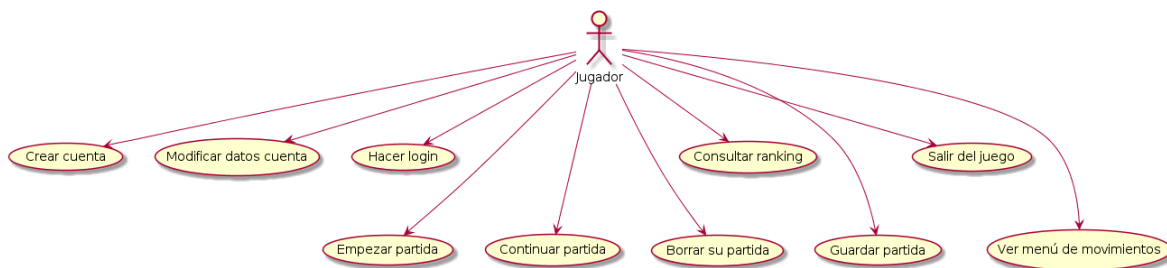 Jugador
Crear cuenta
Modificar datos cuenta
Hacer login
Consultar ranking
Salir del juego
Empezar partida
Continuar partida
Borrar su partida
Guardar partida
Ver menú de movimientos